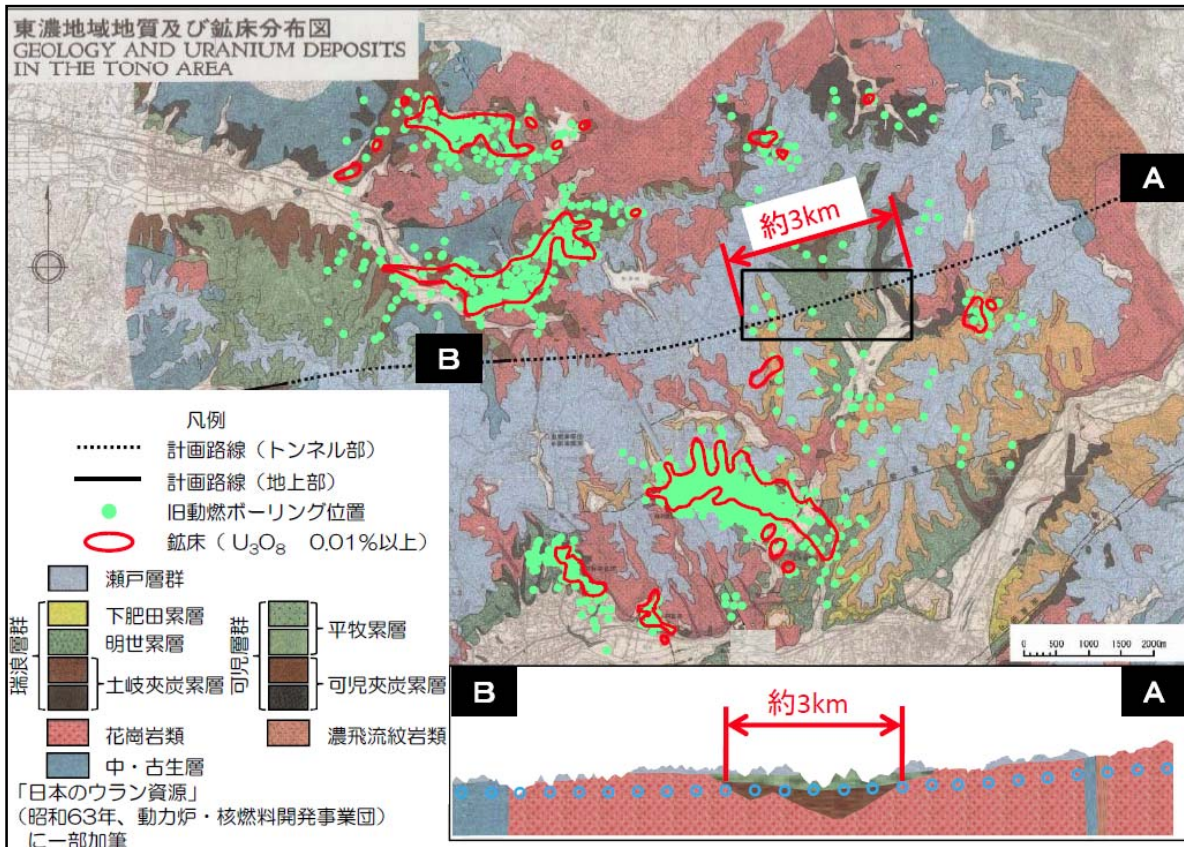 東濃地域地質及び鉱床分布図
GEOLOGY AND URANIUM DEPOSITS
IN THE TONO AREA
A
約3km
B
凡例
計画路線（トンネル部）
計画路線（地上部）
旧動燃ボーリング位置
鉱床（U3O8　0.01%以上）
瀬戸層群
瑞浪層群
下肥田累層
明世累層
土岐夾炭累層
可児層群
平牧累層
可児夾炭累層
花崗岩類
濃飛流紋岩類
中・古生層
「日本のウラン資源」
（昭和63年、動力炉・核燃料開発事業団）
に一部加筆
0 500 1000 1500 2000m
B
約3km
A